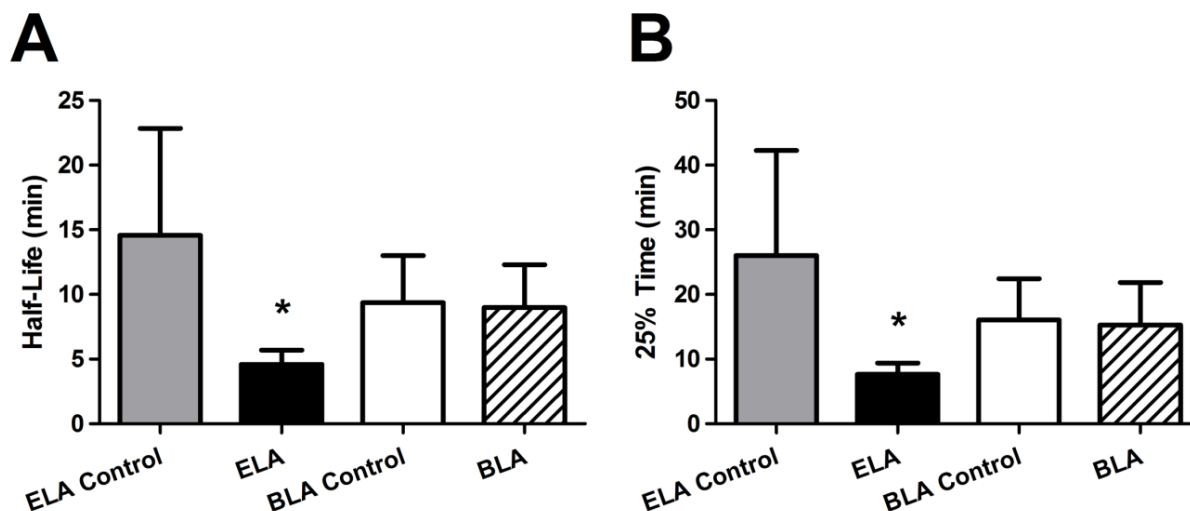 A
25
20
15
10
5
0
Half-Life (min)
*
ELA Control
ELA
BLA Control
BLA
B
50
40
30
20
10
0
25% Time (min)
*
ELA Control
ELA
BLA Control
BLA